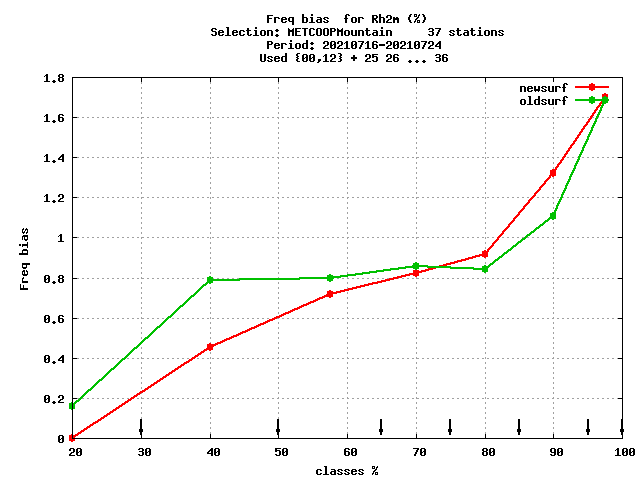 Freq bias  for Rh2m (%)
Selection: METCOOPMountain     37 stations
Period: 20210716-20210724
Used {00,12} + 25 26 ... 36
newsurf
oldsurf
1.8
1.6
1.4
1.2
1
0.8
0.6
0.4
0.2
0
Freq bias
20 30 40 50 60 70 80 90 100
classes %